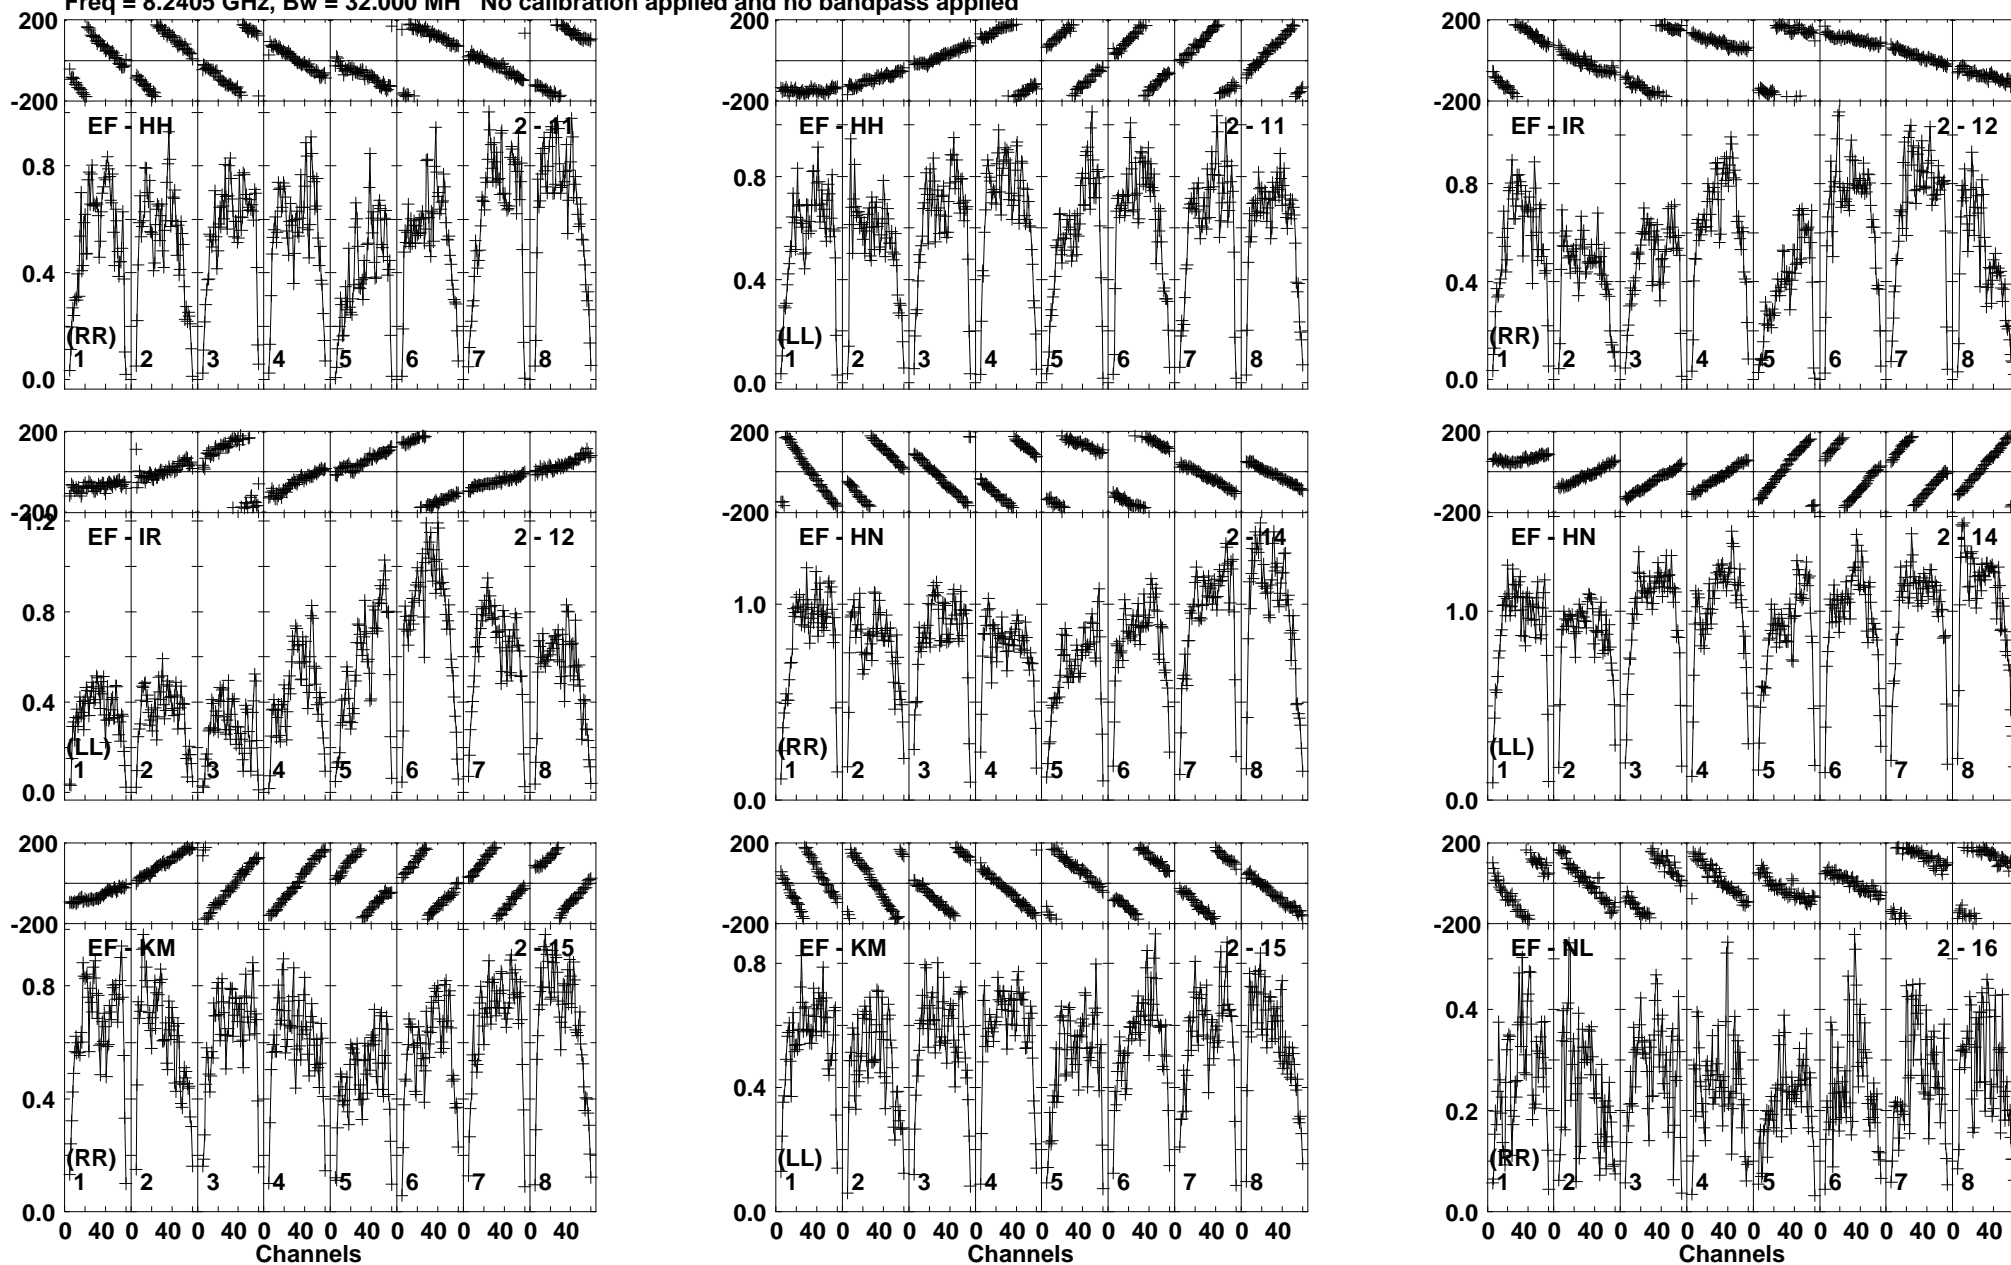 Freq = 8.2405 GHz, Bw = 32.000 MH No calibration applied and no bandpass applied
200
-200
EF - HH 2 - 11
0.8
0.4
0.0
(RR)
1 2 3 4 5 6 7 8
EF - HH 2 - 11
0.8
0.4
0.0
(LL)
1 2 3 4 5 6 7 8
200
-200
EF - IR 2 - 12
0.8
0.4
0.0
(RR)
1 2 3 4 5 6 7 8
200
-200
1.2
EF - IR 2 - 12
0.8
0.4
0.0
(LL)
1 2 3 4 5 6 7 8
200
-200
EF - HN 2 - 14
1.0
0.0
(RR)
1 2 3 4 5 6 7 8
200
-200
EF - HN 2 - 14
1.0
0.0
(LL)
1 2 3 4 5 6 7 8
200
-200
EF - KM 2 - 15
0.8
0.4
0.0
(RR)
1 2 3 4 5 6 7 8
0 40 0 40 0 40 0 40 0 40 0 40 0 40 0 40
Channels
200
-200
EF - KM 2 - 15
0.8
0.4
0.0
(LL)
1 2 3 4 5 6 7 8
0 40 0 40 0 40 0 40 0 40 0 40 0 40 0 40
Channels
200
-200
EF - NL 2 - 16
0.4
0.2
0.0
(RR)
1 2 3 4 5 6 7 8
0 40 0 40 0 40 0 40 0 40 0 40 0 40 0 40
Channels